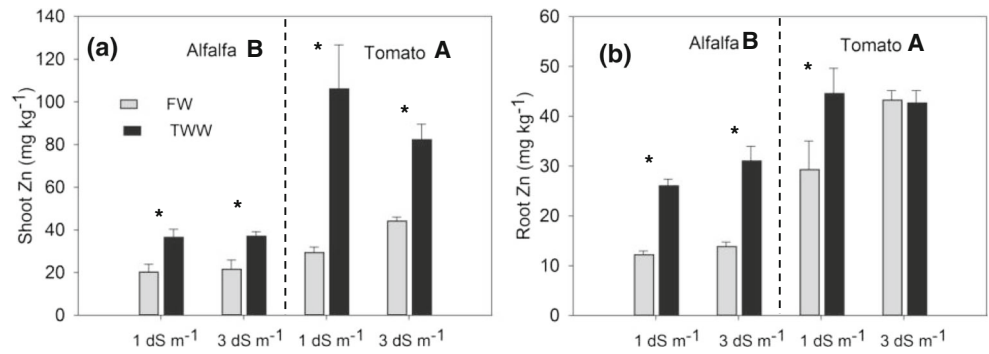 (a)
Alfalfa B
Tomato A
*
*
*
*
FW
TWW
Shoot Zn (mg kg⁻¹)
140
120
100
80
60
40
20
0
1 dS m⁻¹
3 dS m⁻¹
1 dS m⁻¹
3 dS m⁻¹
(b)
Alfalfa B
Tomato A
*
*
*
Root Zn (mg kg⁻¹)
60
50
40
30
20
10
0
1 dS m⁻¹
3 dS m⁻¹
1 dS m⁻¹
3 dS m⁻¹